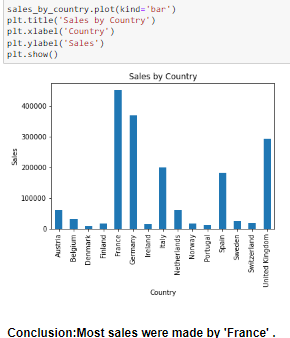 sales_by_country.plot(kind='bar')
plt.title('Sales by Country')
plt.xlabel('Country')
plt.ylabel('Sales')
plt.show()
Sales by Country
400000
300000
200000
100000
0
Sales
Austria
Belgium
Denmark
Finland
France
Germany
Ireland
Italy
Netherlands
Norway
Portugal
Spain
Sweden
Switzerland
United Kingdom
Country
Conclusion:Most sales were made by 'France' .